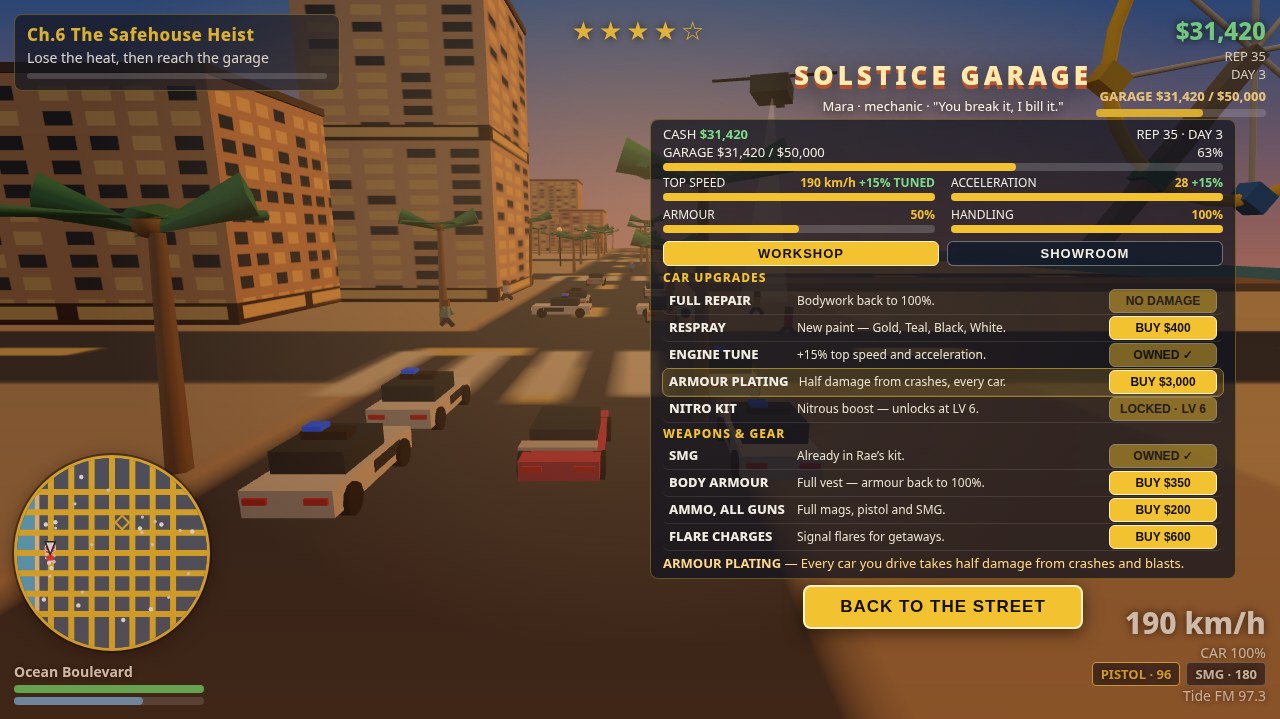 Ch.6 The Safehouse Heist
Lose the heat, then reach the garage
★★★★☆
$31,420
REP 35
DAY 3
GARAGE $31,420 / $50,000
SOLSTICE GARAGE
Mara · mechanic · "You break it, I bill it."
CASH $31,420 REP 35 · DAY 3
GARAGE $31,420 / $50,000 63%
TOP SPEED 190 km/h +15% TUNED ACCELERATION 28 +15%
ARMOUR 50% HANDLING 100%
WORKSHOP SHOWROOM
CAR UPGRADES
FULL REPAIR Bodywork back to 100%. NO DAMAGE
RESPRAY New paint — Gold, Teal, Black, White. BUY $400
ENGINE TUNE +15% top speed and acceleration. OWNED ✓
ARMOUR PLATING Half damage from crashes, every car. BUY $3,000
NITRO KIT Nitrous boost — unlocks at LV 6. LOCKED · LV 6
WEAPONS & GEAR
SMG Already in Rae's kit. OWNED ✓
BODY ARMOUR Full vest — armour back to 100%. BUY $350
AMMO, ALL GUNS Full mags, pistol and SMG. BUY $200
FLARE CHARGES Signal flares for getaways. BUY $600
ARMOUR PLATING — Every car you drive takes half damage from crashes and blasts.
BACK TO THE STREET
190 km/h
CAR 100%
PISTOL · 96 SMG · 180
Tide FM 97.3
Ocean Boulevard